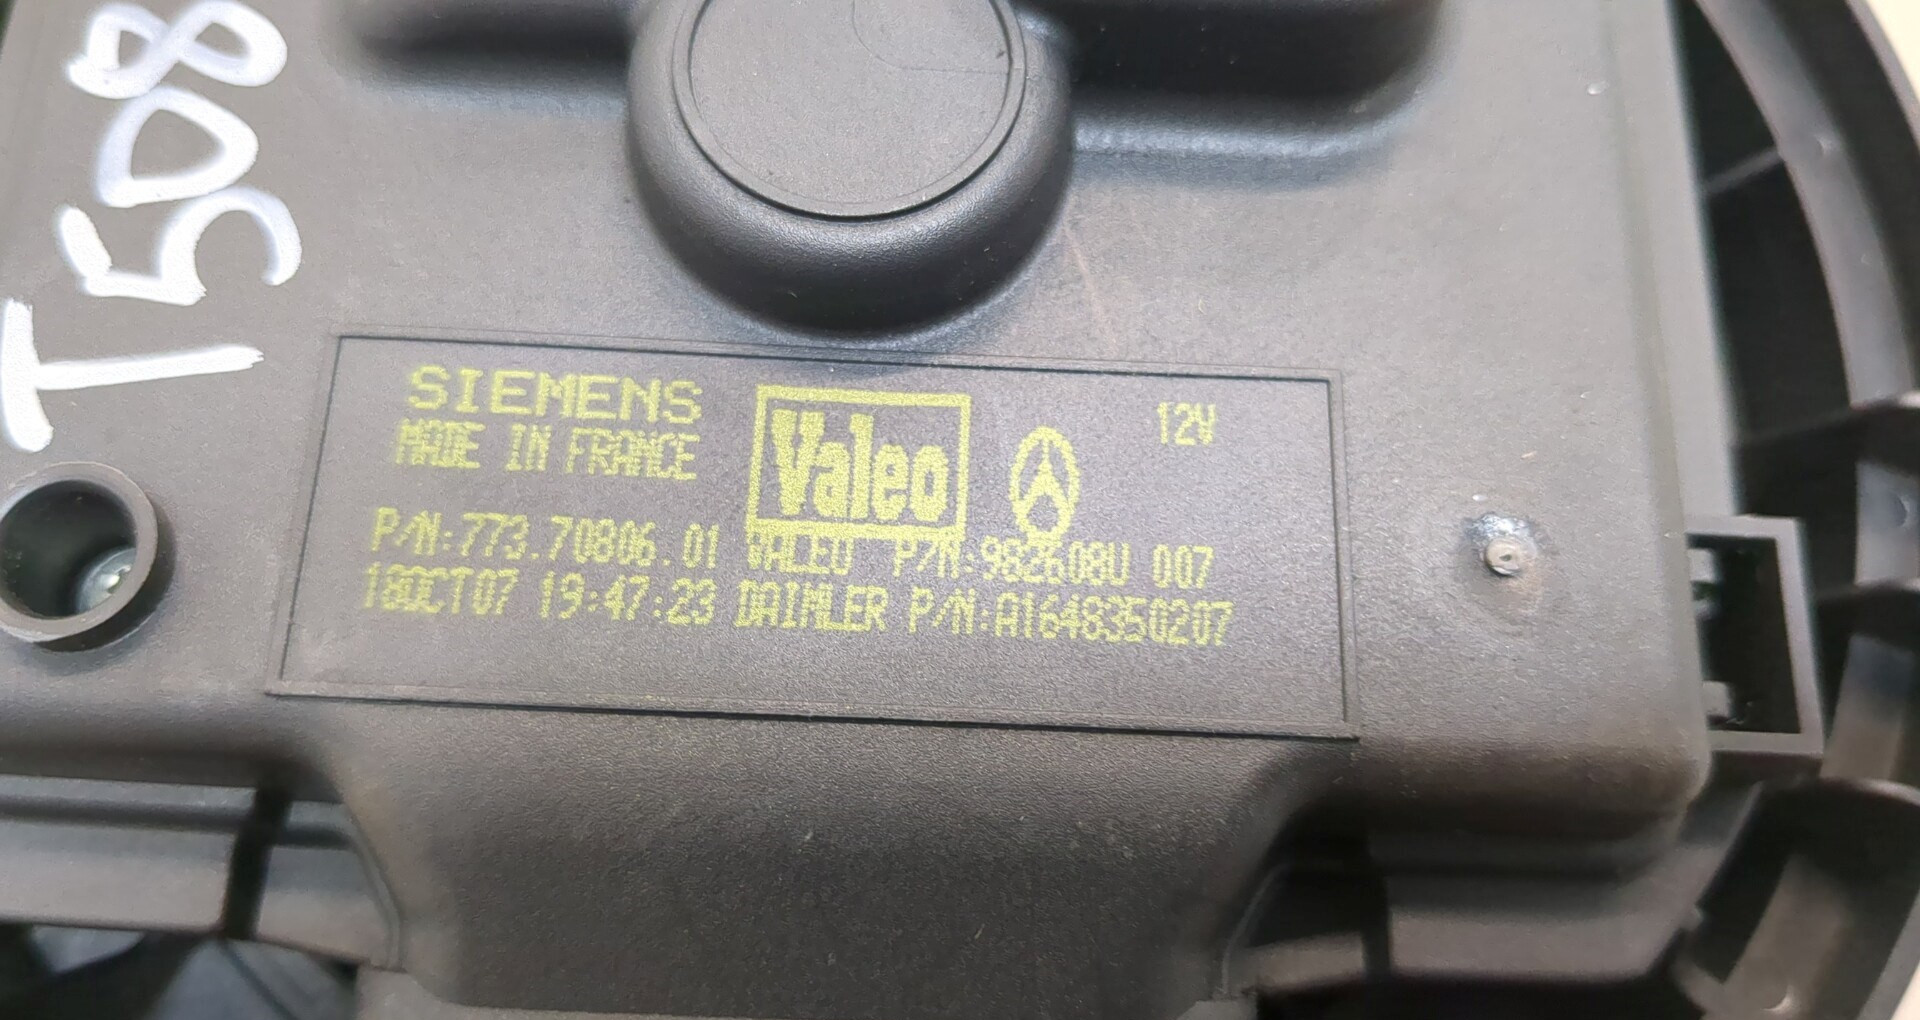 T508
SIEMENS
MADE IN FRANCE
Valeo
12V
P/N:773.70806.01 VALEO P/N:982608U 007
18OCT07 19:47:23 DAIMLER P/N:A1648350207